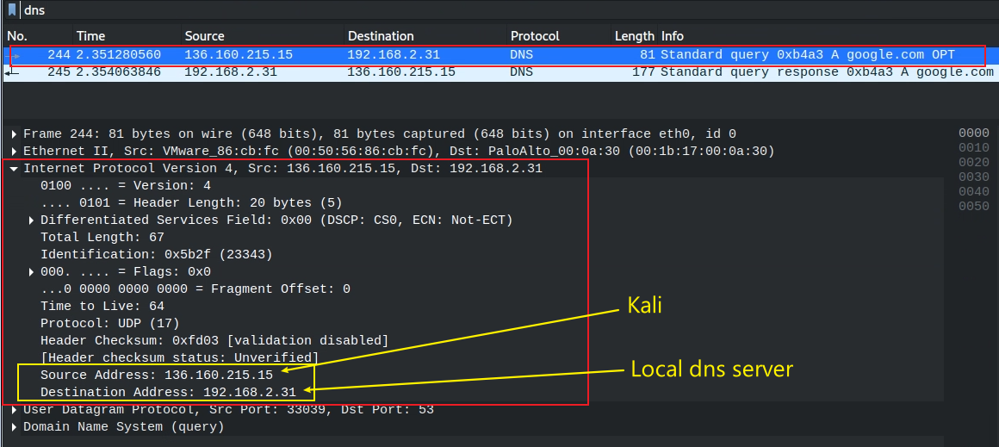 dns
No. Time Source Destination Protocol Length Info
244 2.351280560 136.160.215.15 192.168.2.31 DNS 81 Standard query 0xb4a3 A google.com OPT
245 2.354063846 192.168.2.31 136.160.215.15 DNS 177 Standard query response 0xb4a3 A google.com
Frame 244: 81 bytes on wire (648 bits), 81 bytes captured (648 bits) on interface eth0, id 0 0000
Ethernet II, Src: VMware_86:cb:fc (00:50:56:86:cb:fc), Dst: PaloAlto_00:0a:30 (00:1b:17:00:0a:30) 0010
0020
Internet Protocol Version 4, Src: 136.160.215.15, Dst: 192.168.2.31
0030
0100 .... = Version: 4
0040
.... 0101 = Header Length: 20 bytes (5) 0050
Differentiated Services Field: 0x00 (DSCP: CS0, ECN: Not-ECT)
Total Length: 67
Identification: 0x5b2f (23343)
000. .... = Flags: 0x0
...0 0000 0000 0000 = Fragment Offset: 0
Time to Live: 64
Kali
Protocol: UDP (17)
Header Checksum: 0xfd03 [validation disabled]
[Header checksum status: Unverified]
Source Address: 136.160.215.15
Local dns server
Destination Address: 192.168.2.31
User Datagram Protocol, Src Port: 33039, Dst Port: 53
Domain Name System (query)